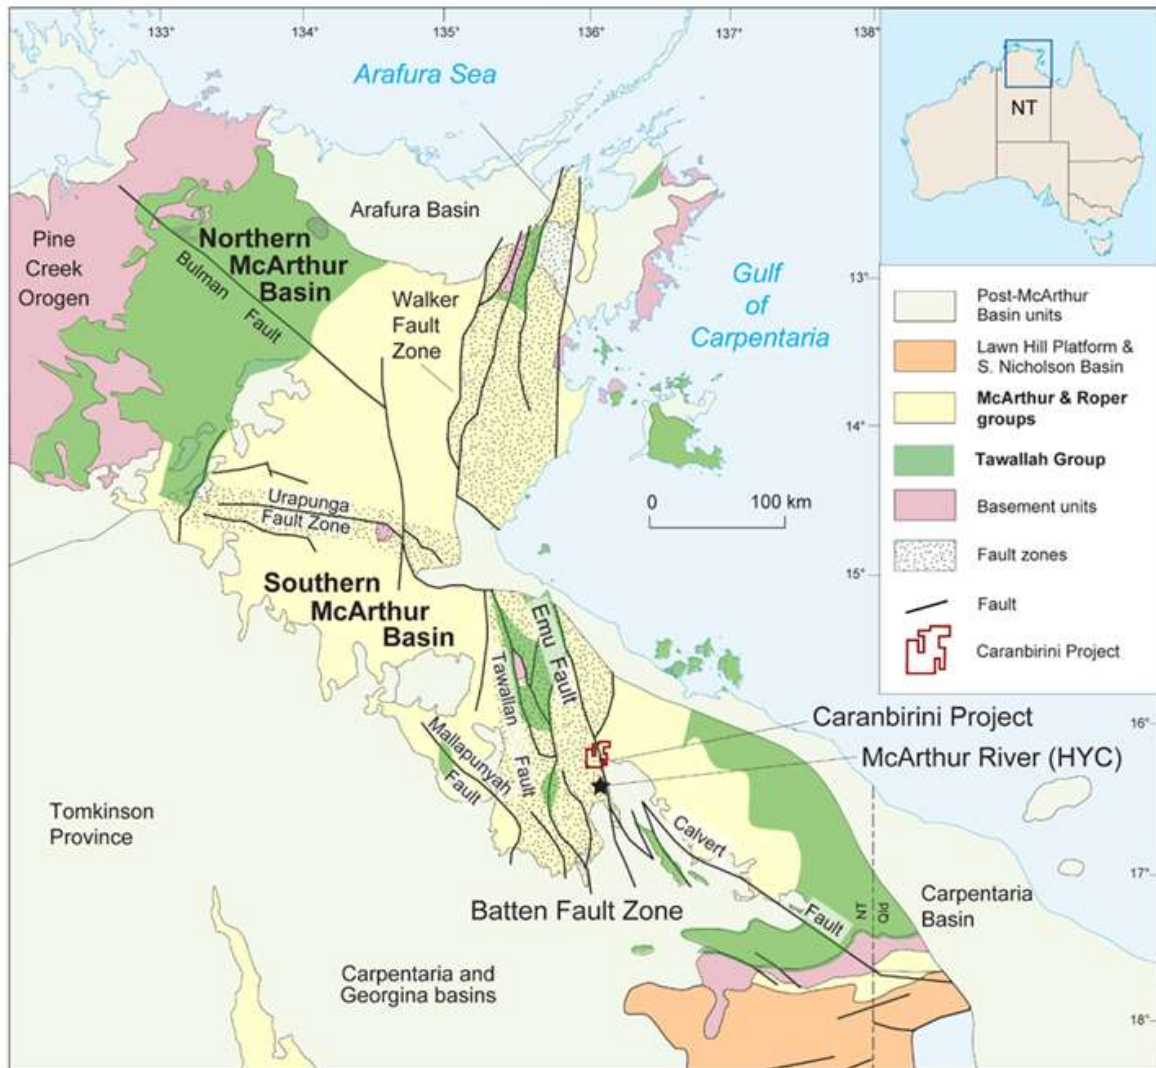 133°
134°
135°
136°
137°
138°
Arafura Sea
NT
Arafura Basin
Pine
Creek
Orogen
Northern
McArthur
Basin
Bulman
Fault
Walker
Fault
Zone
Gulf
of
Carpentaria
13°
14°
15°
16°
17°
18°
Post-McArthur
Basin units
Lawn Hill Platform &
S. Nicholson Basin
McArthur & Roper
groups
Tawallah Group
Basement units
Fault zones
Fault
Caranbirini Project
0 100 km
Urapunga
Fault Zone
Southern
McArthur
Basin
Emu Fault
Tawallah
Fault
Mallapunyah
Fault
Caranbirini Project
McArthur River (HYC)
Tomkinson
Province
Calvert
Fault
Batten Fault Zone
NT
Qld
Carpentaria
Basin
Carpentaria and
Georgina basins